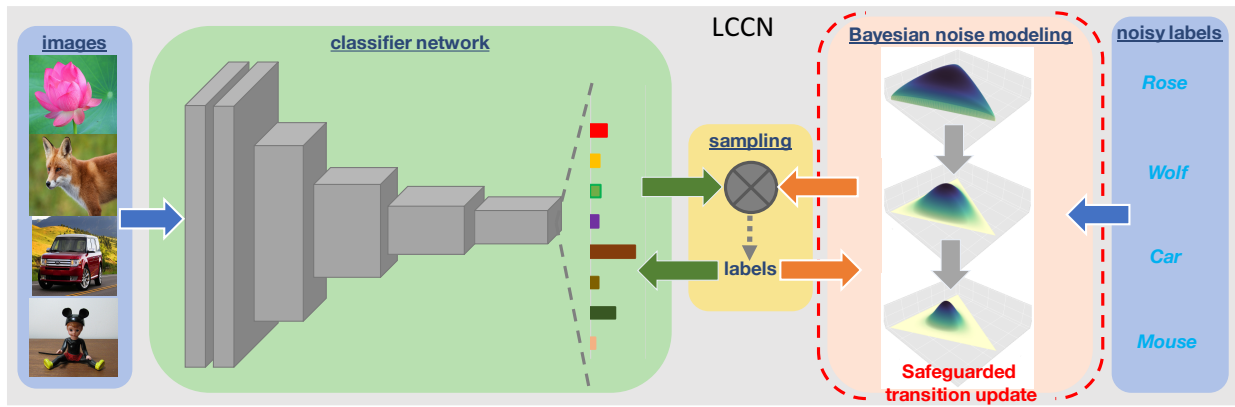 LCCN
images
classifier network
sampling
labels
Bayesian noise modeling
Safeguarded
transition update
noisy labels
Rose
Wolf
Car
Mouse